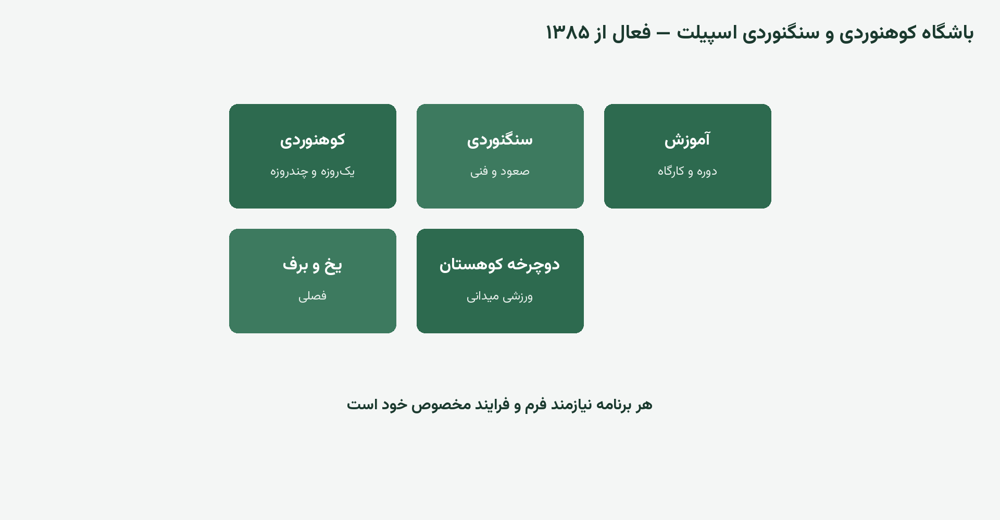 باشگاه کوهنوردی و سنگنوردی اسپیلت – فعال از ۱۳۸۵
آموزش
دوره و کارگاه
سنگنوردی
صعود و فنی
کوهنوردی
یک‌روزه و چندروزه
دوچرخه کوهستان
ورزشی میدانی
یخ و برف
فصلی
هر برنامه نیازمند فرم و فرایند مخصوص خود است